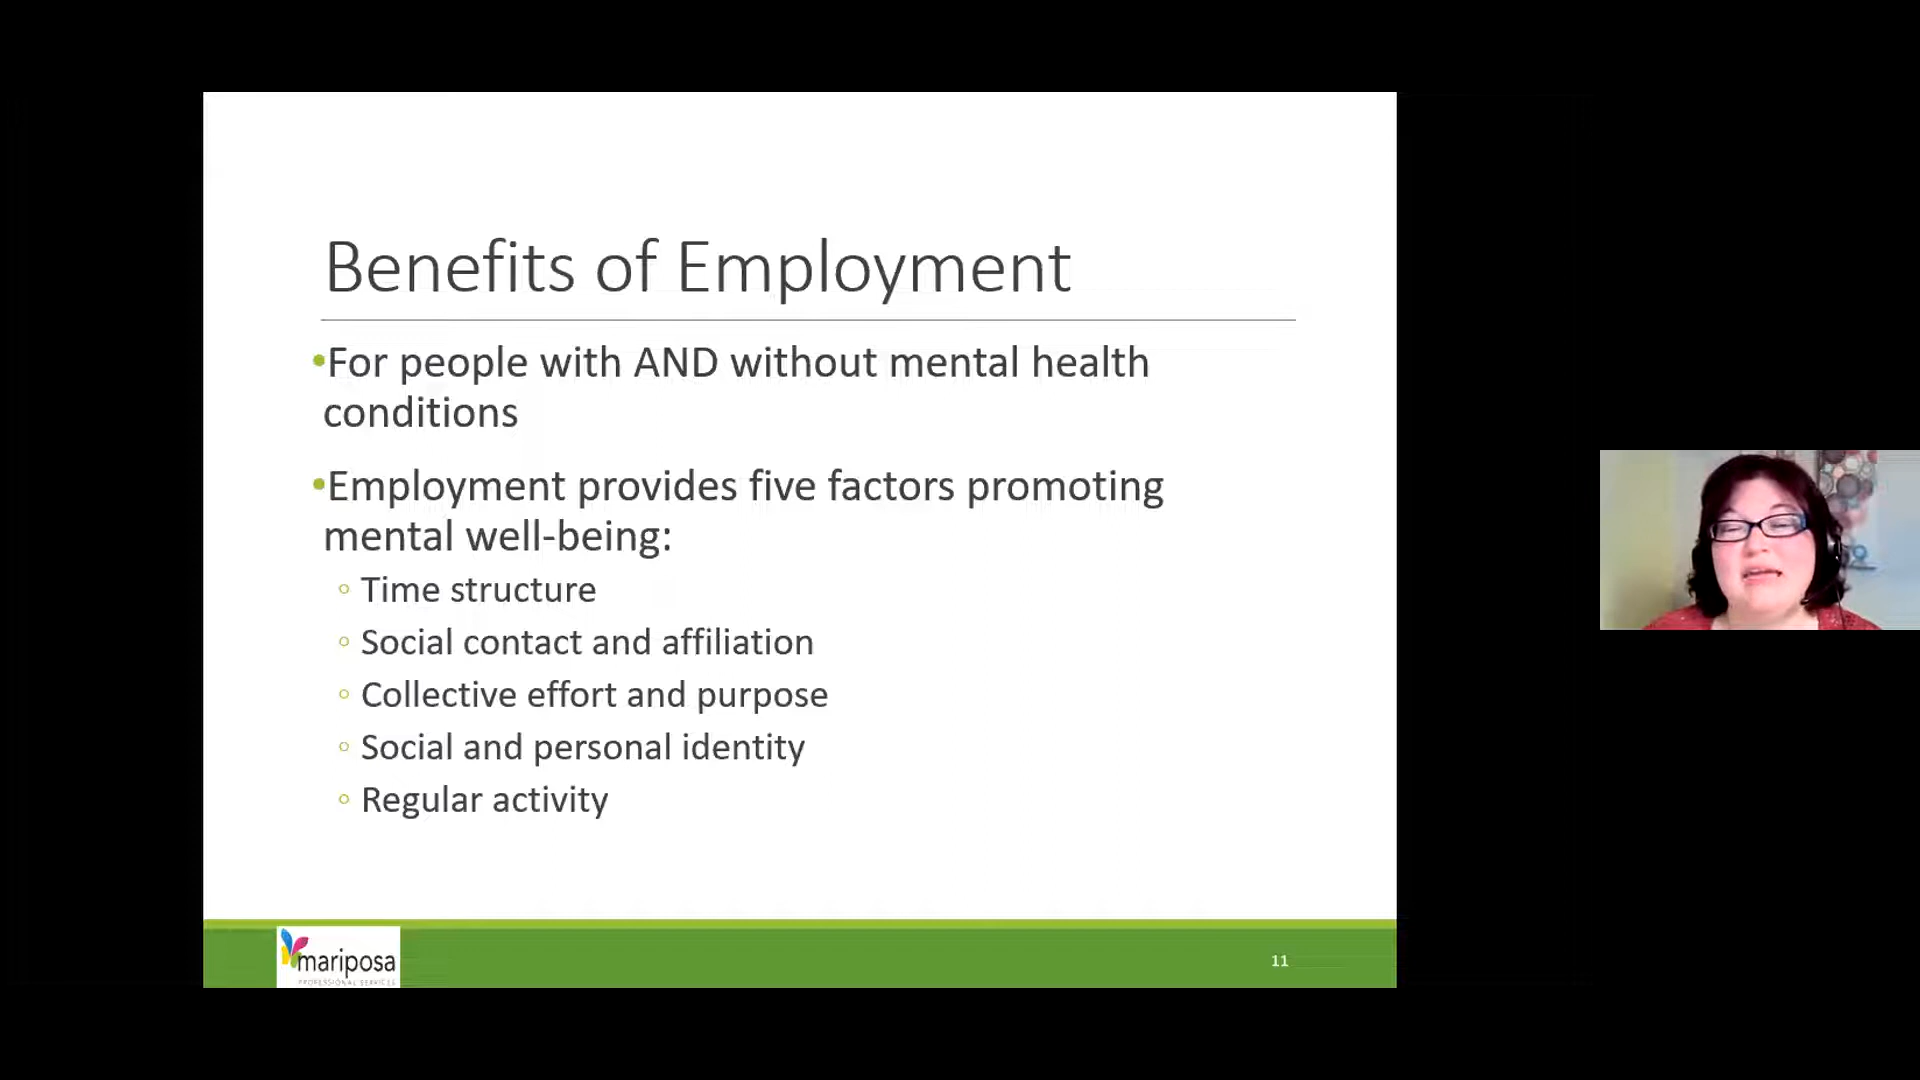 Benefits of Employment
•For people with AND without mental health
conditions
•Employment provides five factors promoting
mental well-being:
◦ Time structure
◦ Social contact and affiliation
◦ Collective effort and purpose
◦ Social and personal identity
◦ Regular activity
mariposa
PROFESSIONAL SERVICES
11